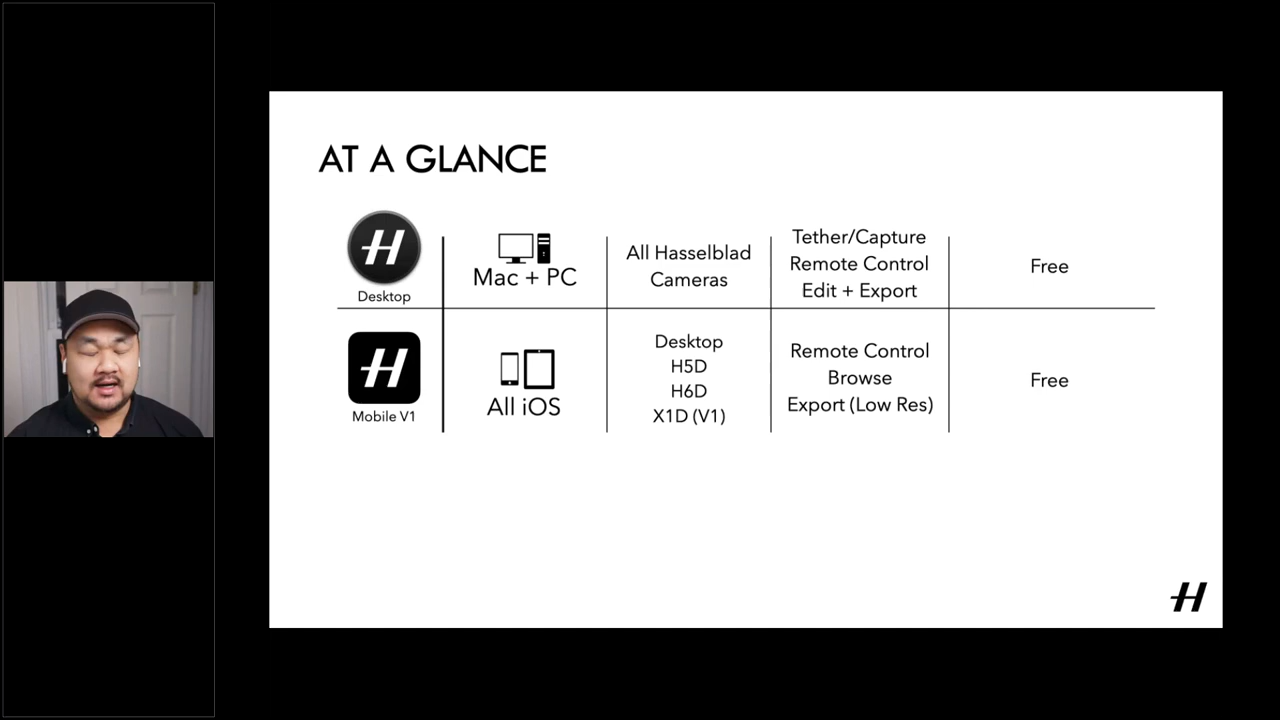 AT A GLANCE
H
Desktop
Mac + PC
All Hasselblad
Cameras
Tether/Capture
Remote Control
Edit + Export
Free
H
Mobile V1
All iOS
Desktop
H5D
H6D
X1D (V1)
Remote Control
Browse
Export (Low Res)
Free
H